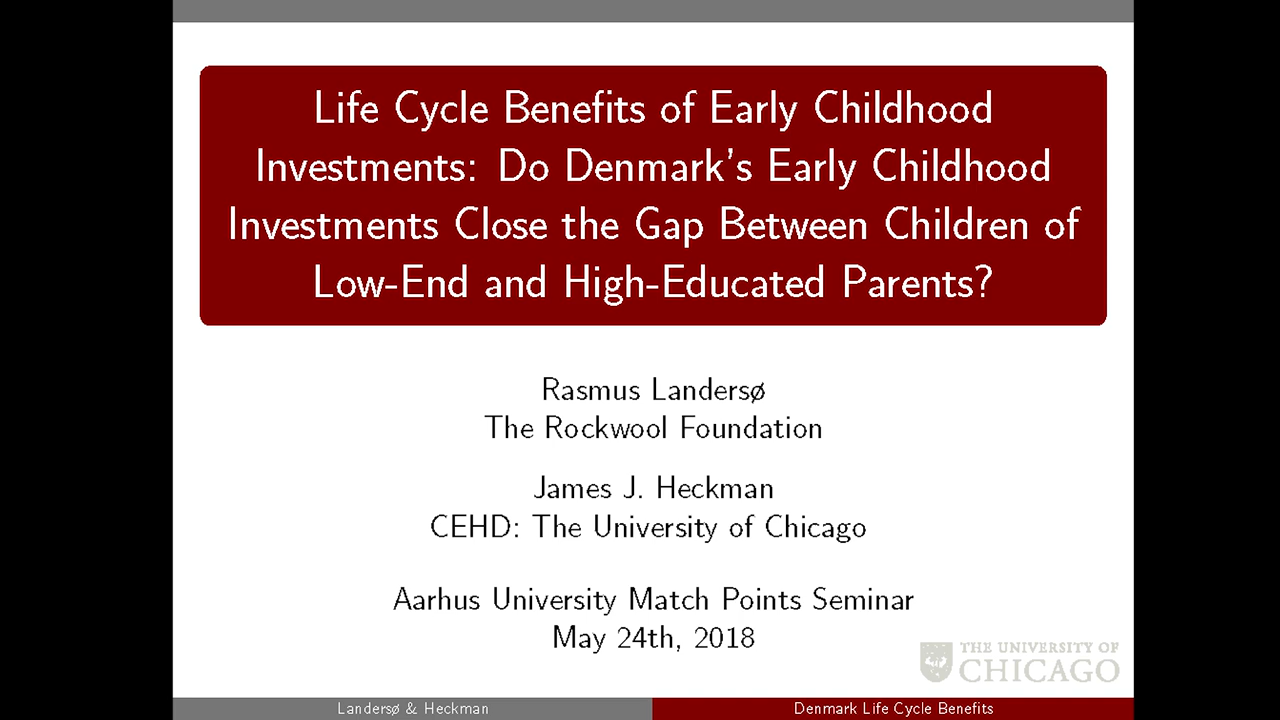 Life Cycle Benefits of Early Childhood
Investments: Do Denmark's Early Childhood
Investments Close the Gap Between Children of
Low-End and High-Educated Parents?
Rasmus Landersø
The Rockwool Foundation
James J. Heckman
CEHD: The University of Chicago
Aarhus University Match Points Seminar
May 24th, 2018
THE UNIVERSITY OF
CHICAGO
Landersø & Heckman
Denmark Life Cycle Benefits